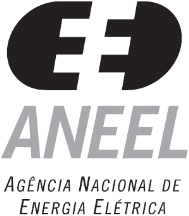 ANEEL
AGÊNCIA NACIONAL DE
ENERGIA ELÉTRICA